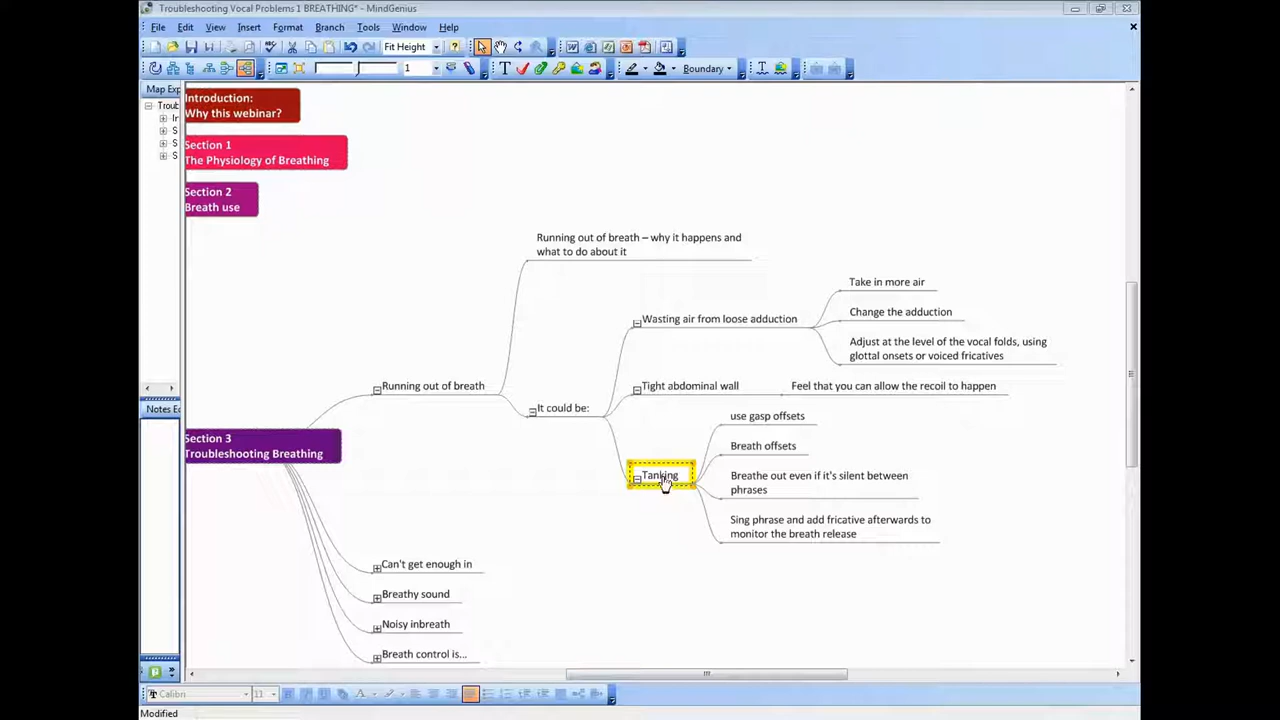 Troubleshooting Vocal Problems 1 BREATHING* - MindGenius
File Edit View Insert Format Branch Tools Window Help
Fit Height
1
Boundary
Map Exp
Troub
Ir
S
S
S
Notes Ec
Introduction:
Why this webinar?
Section 1
The Physiology of Breathing
Section 2
Breath use
Section 3
Troubleshooting Breathing
Running out of breath
Running out of breath – why it happens and
what to do about it
It could be:
Wasting air from loose adduction
Take in more air
Change the adduction
Adjust at the level of the vocal folds, using
glottal onsets or voiced fricatives
Tight abdominal wall
Feel that you can allow the recoil to happen
Tanking
use gasp offsets
Breath offsets
Breathe out even if it's silent between
phrases
Sing phrase and add fricative afterwards to
monitor the breath release
Can't get enough in
Breathy sound
Noisy inbreath
Breath control is...
Calibri 11
Modified